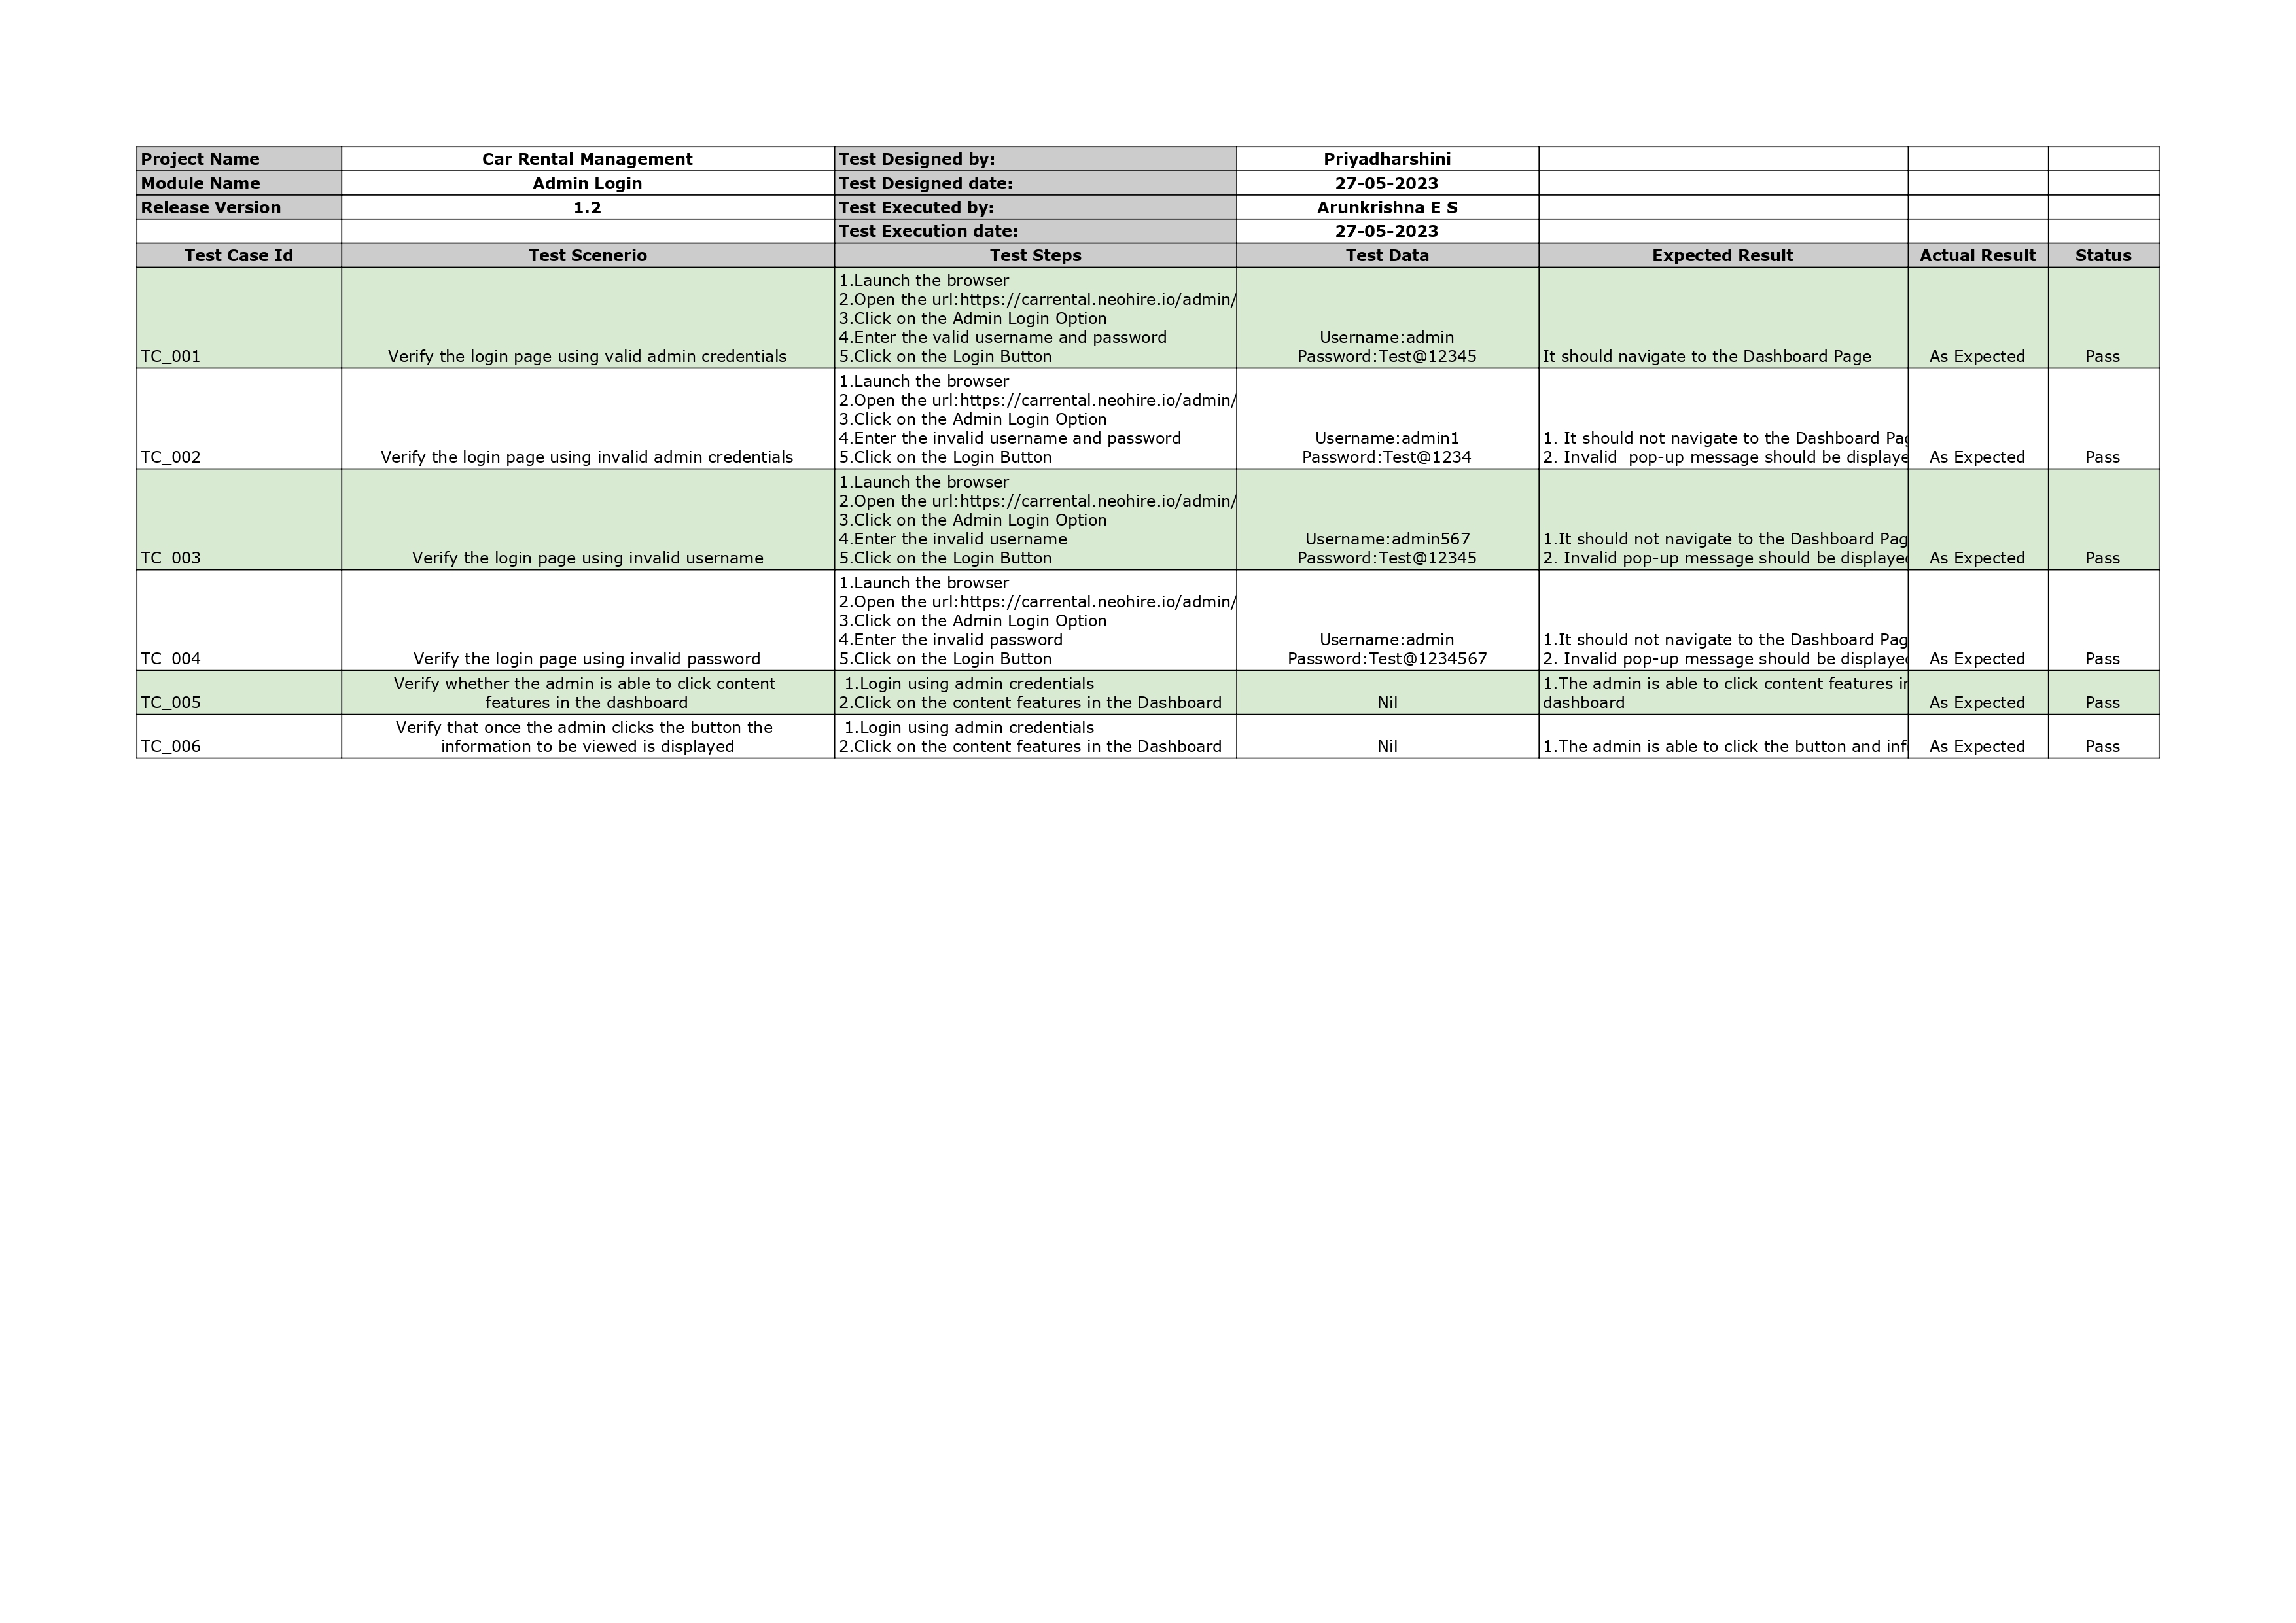 Project Name Car Rental Management Test Designed by: Priyadharshini
Module Name Admin Login Test Designed date: 27-05-2023
Release Version 1.2 Test Executed by: Arunkrishna E S
Test Execution date: 27-05-2023
Test Case Id Test Scenerio Test Steps Test Data Expected Result Actual Result Status
TC_001
Verify the login page using valid admin credentials
1.Launch the browser
2.Open the url:https://carrental.neohire.io/admin/
3.Click on the Admin Login Option
4.Enter the valid username and password
5.Click on the Login Button
Username:admin
Password:Test@12345
It should navigate to the Dashboard Page
As Expected
Pass
TC_002
Verify the login page using invalid admin credentials
1.Launch the browser
2.Open the url:https://carrental.neohire.io/admin/
3.Click on the Admin Login Option
4.Enter the invalid username and password
5.Click on the Login Button
Username:admin1
Password:Test@1234
1. It should not navigate to the Dashboard Pag
2. Invalid  pop-up message should be displaye
As Expected
Pass
TC_003
Verify the login page using invalid username
1.Launch the browser
2.Open the url:https://carrental.neohire.io/admin/
3.Click on the Admin Login Option
4.Enter the invalid username
5.Click on the Login Button
Username:admin567
Password:Test@12345
1.It should not navigate to the Dashboard Pag
2. Invalid pop-up message should be displayed
As Expected
Pass
TC_004
Verify the login page using invalid password
1.Launch the browser
2.Open the url:https://carrental.neohire.io/admin/
3.Click on the Admin Login Option
4.Enter the invalid password
5.Click on the Login Button
Username:admin
Password:Test@1234567
1.It should not navigate to the Dashboard Pag
2. Invalid pop-up message should be displayed
As Expected
Pass
TC_005
Verify whether the admin is able to click content
features in the dashboard
1.Login using admin credentials
2.Click on the content features in the Dashboard
Nil
1.The admin is able to click content features in
dashboard
As Expected
Pass
TC_006
Verify that once the admin clicks the button the
information to be viewed is displayed
1.Login using admin credentials
2.Click on the content features in the Dashboard
Nil
1.The admin is able to click the button and inf
As Expected
Pass